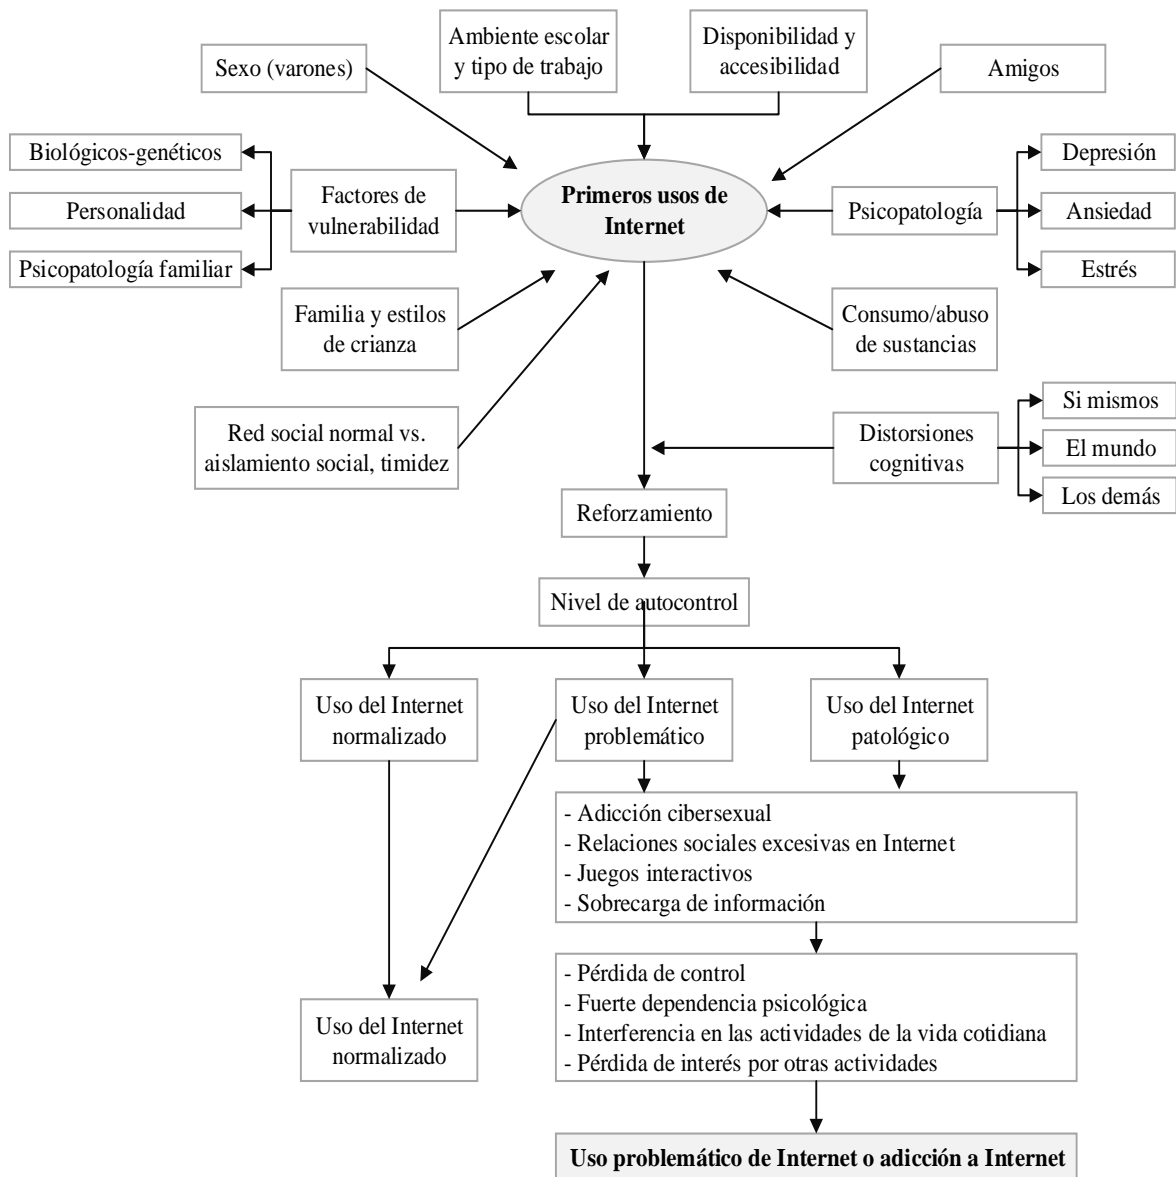 Ambiente escolar
y tipo de trabajo
Disponibilidad y
accesibilidad
Sexo (varones)
Amigos
Biológicos-genéticos
Personalidad
Psicopatología familiar
Factores de
vulnerabilidad
Primeros usos de
Internet
Psicopatología
Depresión
Ansiedad
Estrés
Familia y estilos
de crianza
Consumo/abuso
de sustancias
Red social normal vs.
aislamiento social, timidez
Distorsiones
cognitivas
Si mismos
El mundo
Los demás
Reforzamiento
Nivel de autocontrol
Uso del Internet
normalizado
Uso del Internet
problemático
Uso del Internet
patológico
- Adicción cibersexual
- Relaciones sociales excesivas en Internet
- Juegos interactivos
- Sobrecarga de información
- Pérdida de control
- Fuerte dependencia psicológica
- Interferencia en las actividades de la vida cotidiana
- Pérdida de interés por otras actividades
Uso del Internet
normalizado
Uso problemático de Internet o adicción a Internet